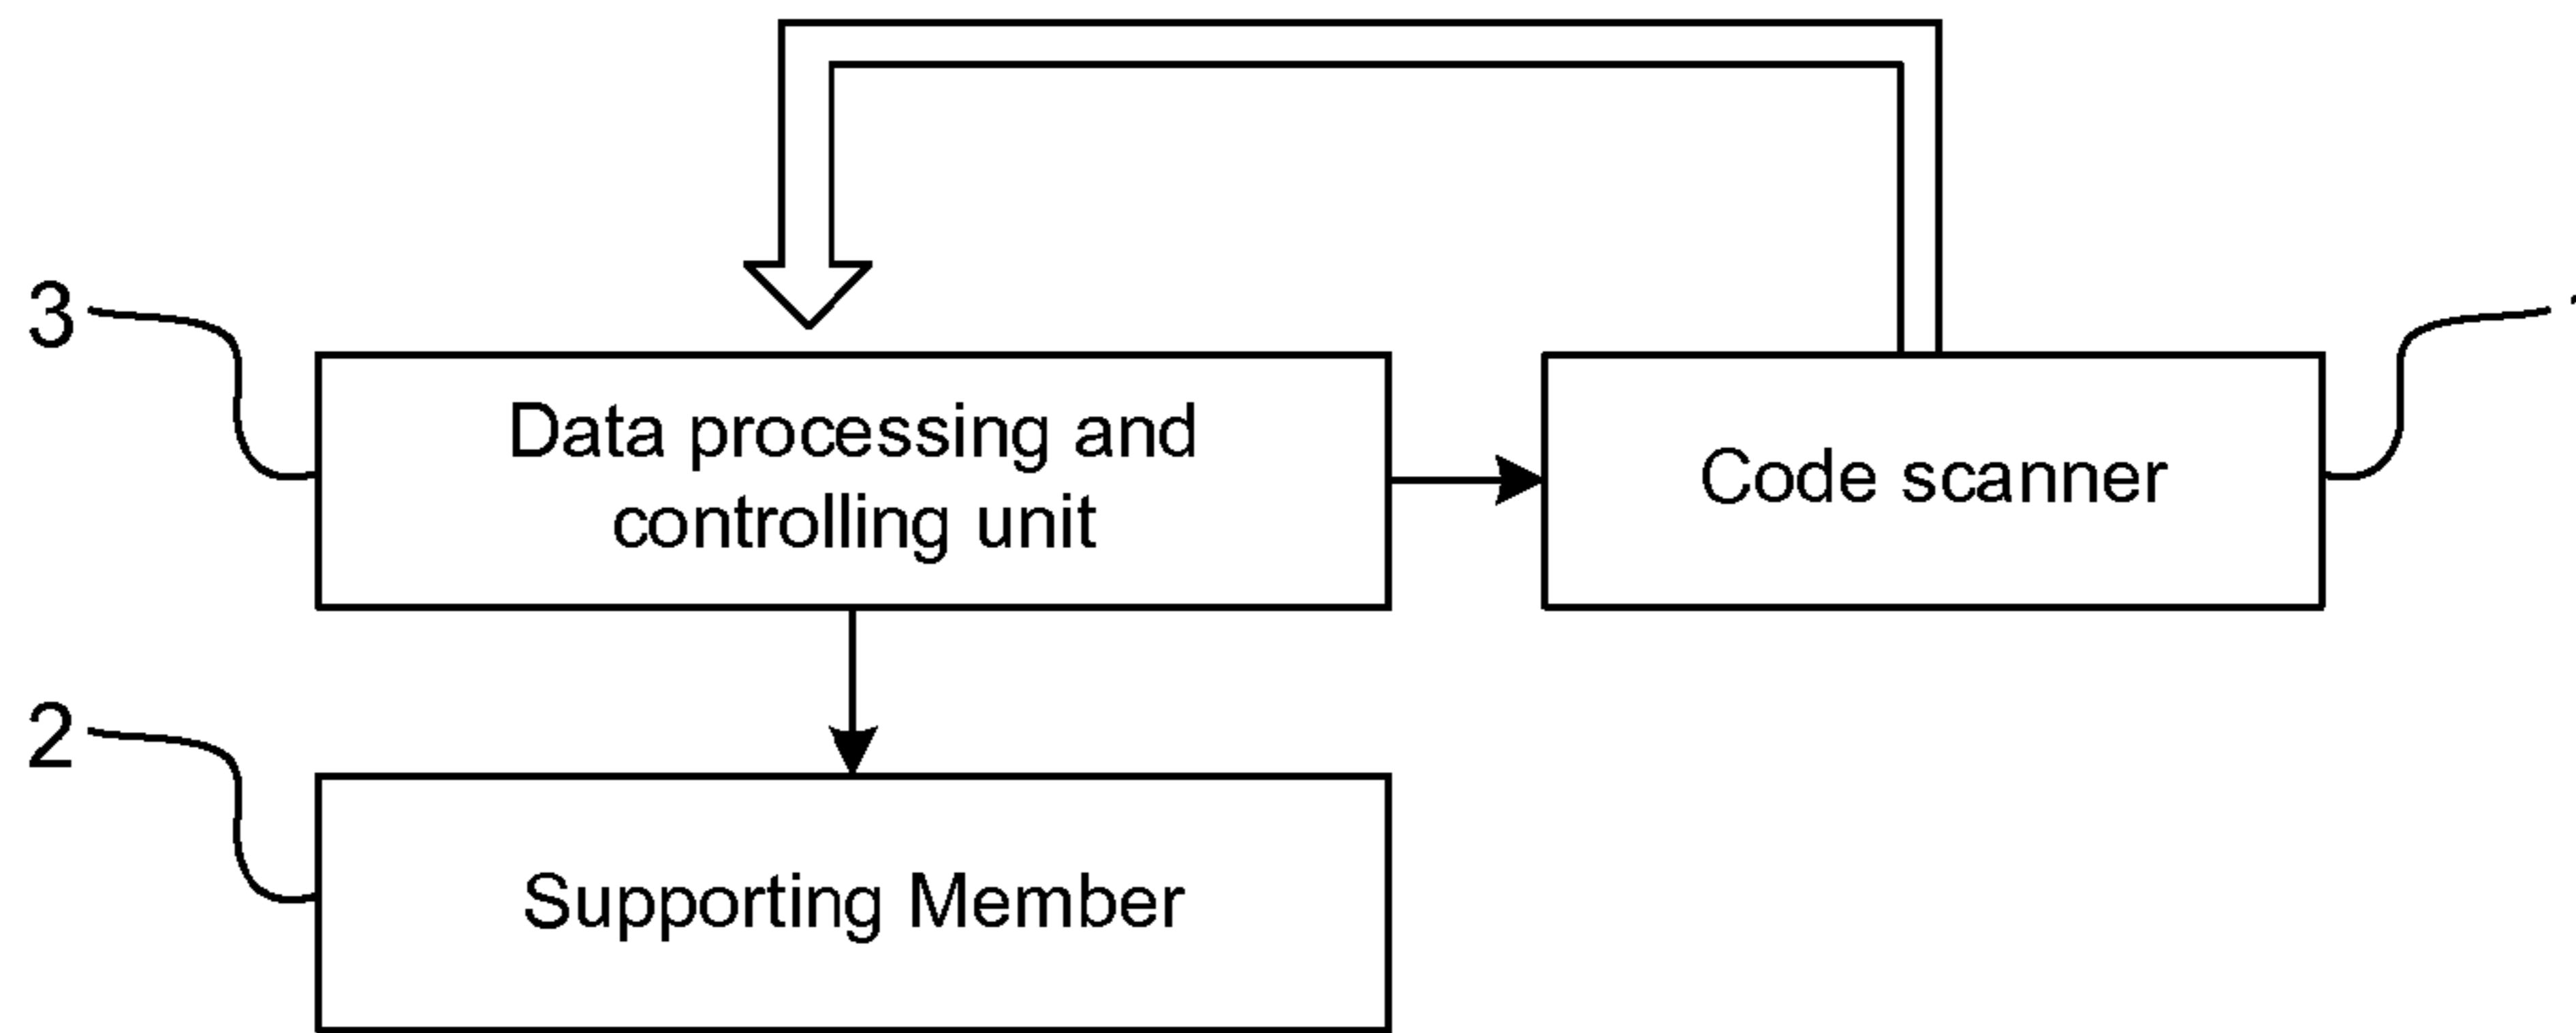 3
Data processing and
controlling unit
Code scanner
2
Supporting Member